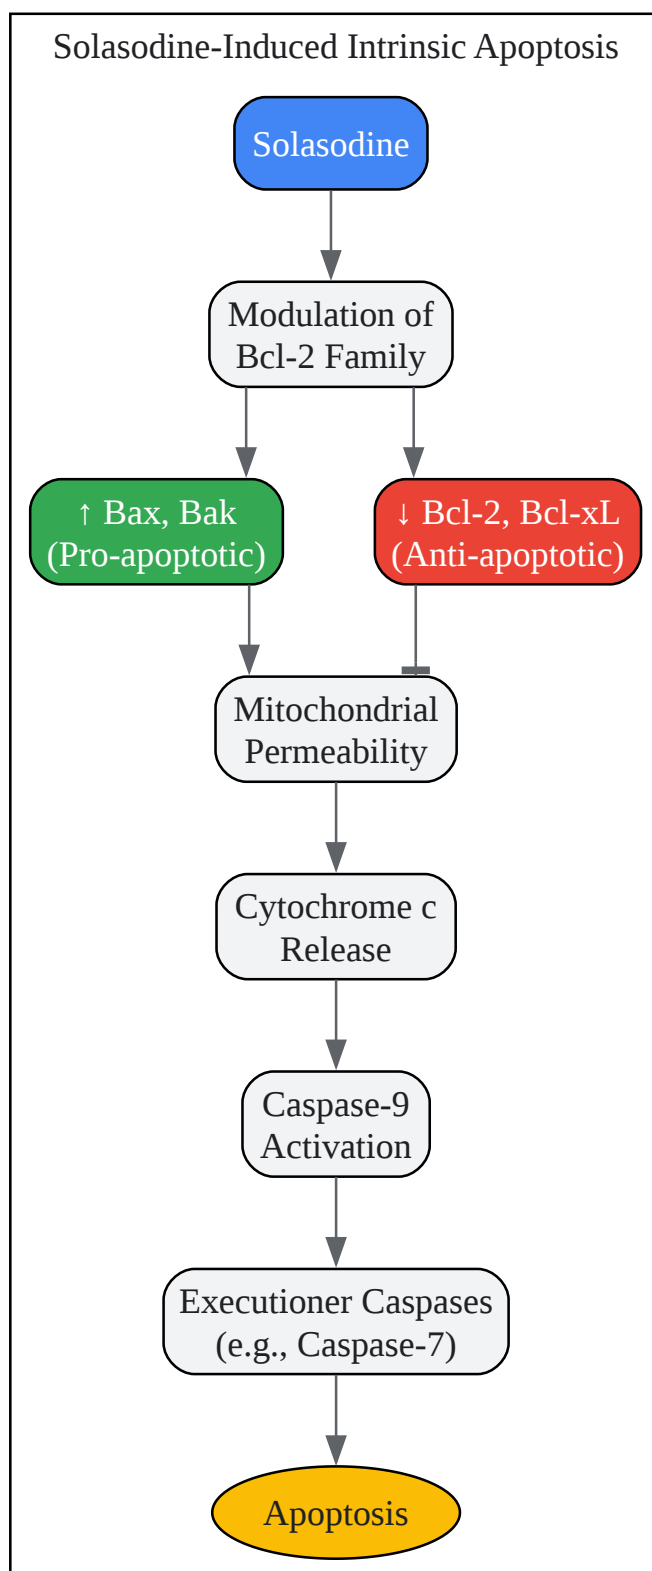 Solasodine-Induced Intrinsic Apoptosis
Solasodine
Modulation of
Bcl-2 Family
↑ Bax, Bak
(Pro-apoptotic)
↓ Bcl-2, Bcl-xL
(Anti-apoptotic)
Mitochondrial
Permeability
Cytochrome c
Release
Caspase-9
Activation
Executioner Caspases
(e.g., Caspase-7)
Apoptosis